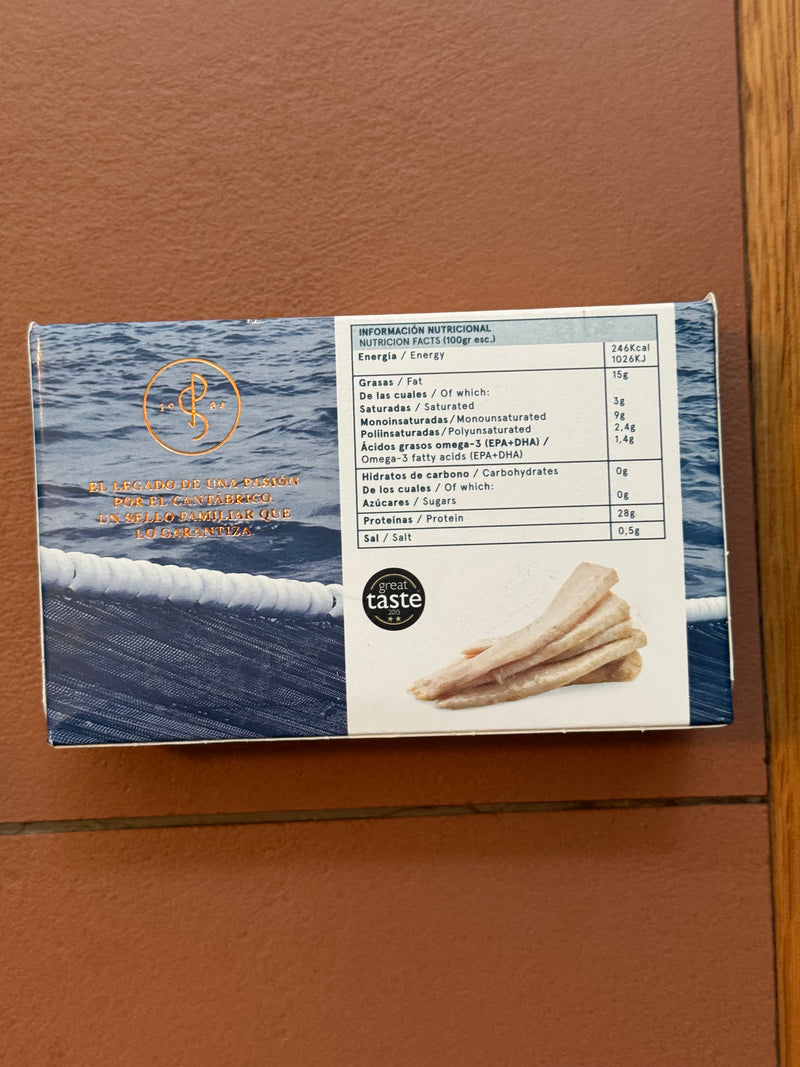 19 82
EL LEGADO DE UNA PASIÓN
POR EL CANTÁBRICO.
UN SELLO FAMILIAR QUE
LO GARANTIZA.
INFORMACIÓN NUTRICIONAL
NUTRICION FACTS (100gr esc.)
Energía / Energy 246Kcal
1026KJ
Grasas / Fat 15g
De las cuales / Of which:
Saturadas / Saturated 3g
Monoinsaturadas/Monounsaturated 9g
Poliinsaturadas/Polyunsaturated 2,4g
Ácidos grasos omega-3 (EPA+DHA) / 1,4g
Omega-3 fatty acids (EPA+DHA)
Hidratos de carbono / Carbohydrates 0g
De los cuales / Of which:
Azúcares / Sugars 0g
Proteínas / Protein 28g
Sal / Salt 0,5g
great
taste
2015